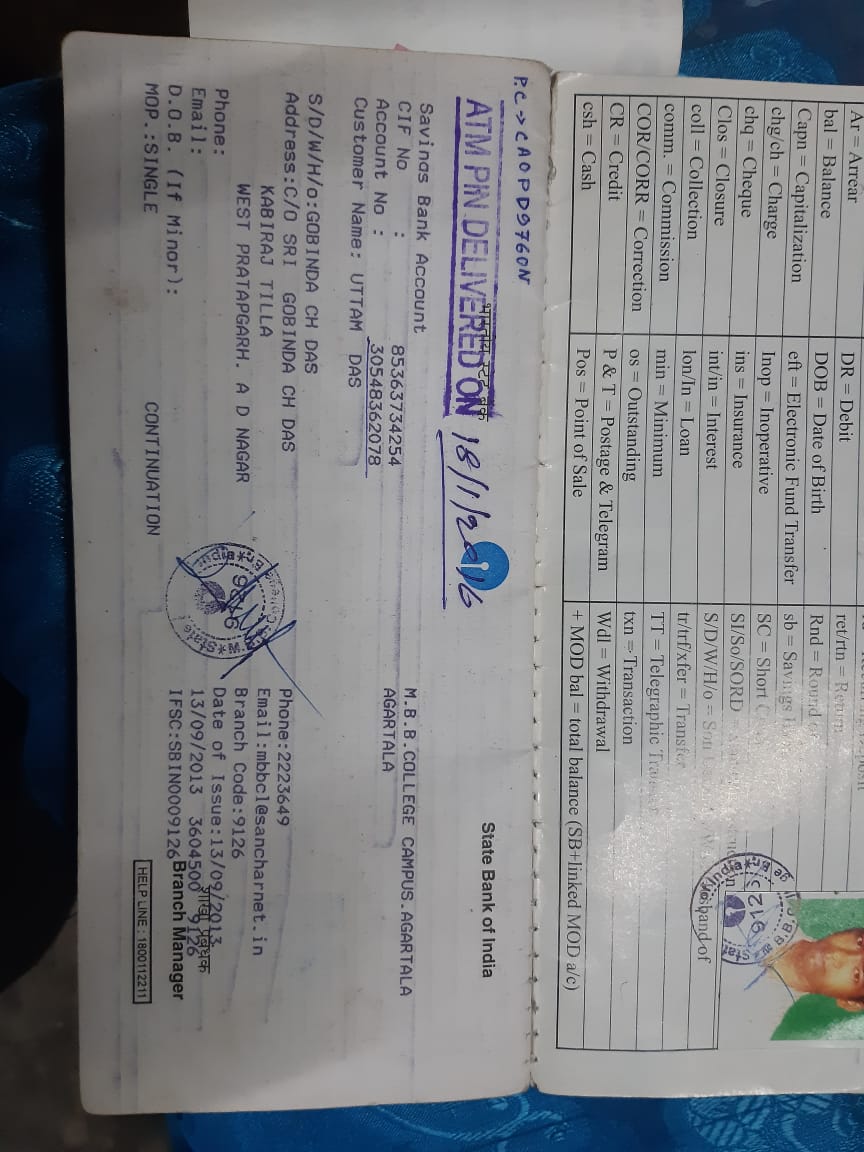 Ar = Arrear
bal = Balance
Capn = Capitalization
chg/ch = Charge
chq = Cheque
Clos = Closure
coll = Collection
comm. = Commission
COR/CORR = Correction
CR = Credit
csh = Cash
DR = Debit
DOB = Date of Birth
eft = Electronic Fund Transfer
Inop = Inoperative
ins = Insurance
int/in = Interest
lon/In = Loan
min = Minimum
os = Outstanding
P & T = Postage & Telegram
Pos = Point of Sale
ret/rtn = Return
Rnd = Round
sb = Savings
SC = Short
SI/So/SORD =
S/D/W/H/o = Son Husband of
tr/trf/xfer = Transfer
TT = Telegraphic Transfer
txn = Transaction
Wdl = Withdrawal
+ MOD bal = total balance (SB+linked MOD a/c)
P.C → CAOPD9760N
भारतीय स्टेट बैंक
ATM PIN DELIVERED ON 18/1/2016
State Bank of India
Savings Bank Account
CIF No : 85363734254
Account No : 30548362078
Customer Name: UTTAM DAS
M.B.B.COLLEGE CAMPUS.AGARTALA
AGARTALA
S/D/W/H/o:GOBINDA CH DAS
Address:C/O SRI GOBINDA CH DAS
KABIRAJ TILLA
WEST PRATAPGARH. A D NAGAR
Phone:
Email:
D.O.B. (If Minor):
MOP.:SINGLE CONTINUATION
Phone:2223649
Email:mbbcl@sancharnet.in
Branch Code:9126
Date of Issue:13/09/2013
शाखा प्रबंधक
13/09/2013 3604500 9126
IFSC:SBIN0009126 Branch Manager
HELP LINE : 1800112211